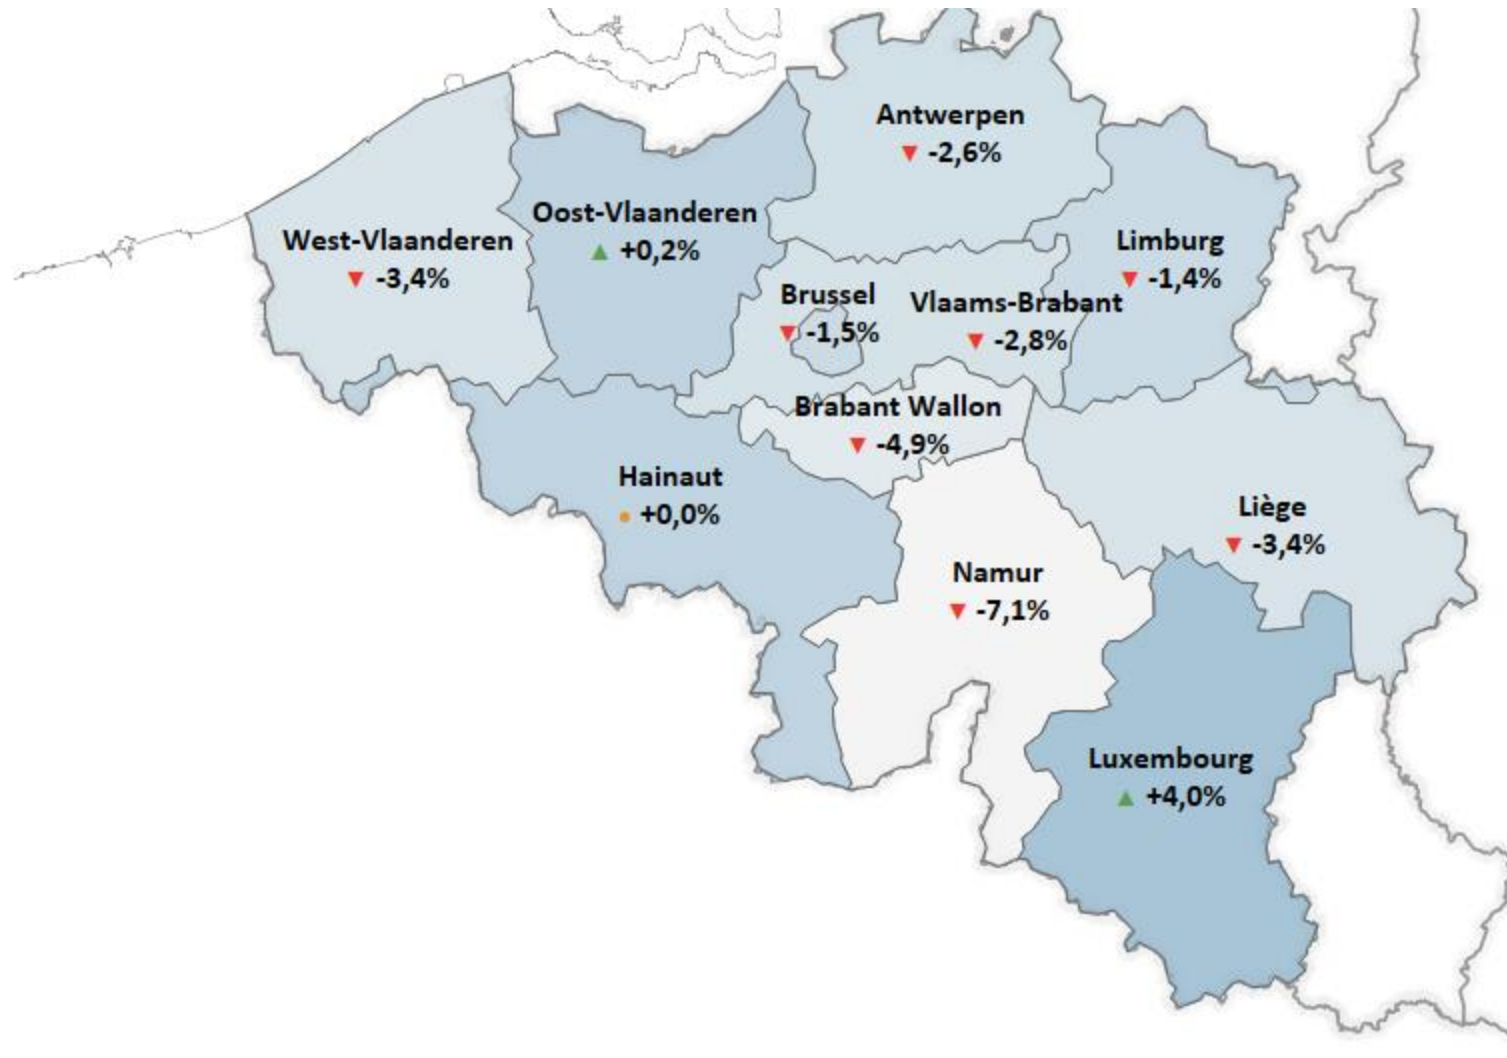 Antwerpen
▼ -2,6%
Oost-Vlaanderen
▲ +0,2%
West-Vlaanderen
▼ -3,4%
Limburg
▼ -1,4%
Brussel
▼ -1,5%
Vlaams-Brabant
▼ -2,8%
Brabant Wallon
▼ -4,9%
Hainaut
● +0,0%
Liège
▼ -3,4%
Namur
▼ -7,1%
Luxembourg
▲ +4,0%